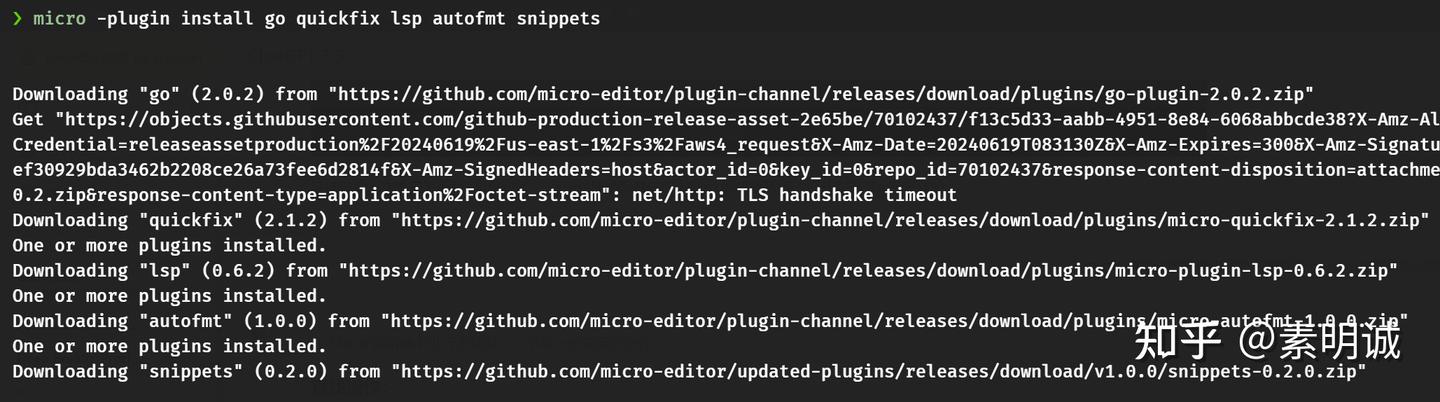 ❯ micro -plugin install go quickfix lsp autofmt snippets
Downloading "go" (2.0.2) from "https://github.com/micro-editor/plugin-channel/releases/download/plugins/go-plugin-2.0.2.zip"
Get "https://objects.githubusercontent.com/github-production-release-asset-2e65be/70102437/f13c5d33-aabb-4951-8e84-6068abbcde38?X-Amz-Al
Credential=releaseassetproduction%2F20240619%2Fus-east-1%2Fs3%2Faws4_request&X-Amz-Date=20240619T083130Z&X-Amz-Expires=300&X-Amz-Signatu
ef30929bda3462b2208ce26a73fee6d2814f&X-Amz-SignedHeaders=host&actor_id=0&key_id=0&repo_id=70102437&response-content-disposition=attachme
0.2.zip&response-content-type=application%2Foctet-stream": net/http: TLS handshake timeout
Downloading "quickfix" (2.1.2) from "https://github.com/micro-editor/plugin-channel/releases/download/plugins/micro-quickfix-2.1.2.zip"
One or more plugins installed.
Downloading "lsp" (0.6.2) from "https://github.com/micro-editor/plugin-channel/releases/download/plugins/micro-plugin-lsp-0.6.2.zip"
One or more plugins installed.
Downloading "autofmt" (1.0.0) from "https://github.com/micro-editor/plugin-channel/releases/download/plugins/micro-autofmt-1.0.0.zip"
One or more plugins installed.
Downloading "snippets" (0.2.0) from "https://github.com/micro-editor/updated-plugins/releases/download/v1.0.0/snippets-0.2.0.zip"
知乎 @素明诚